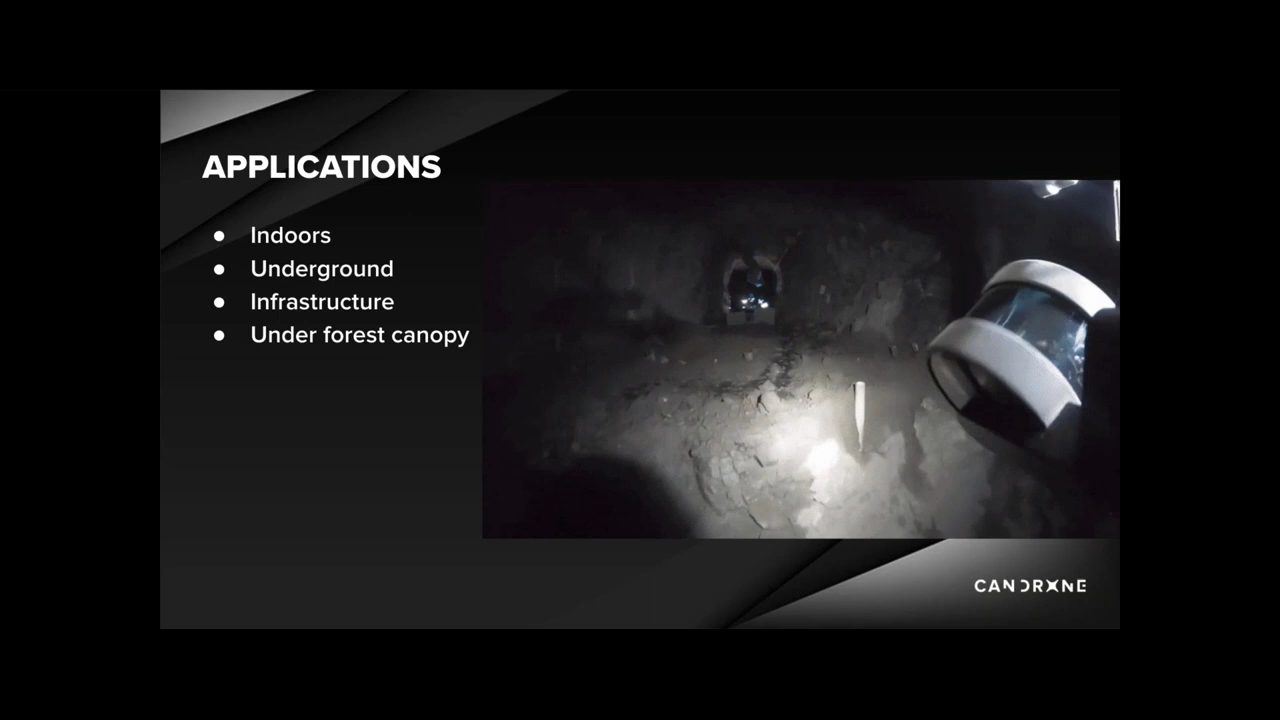 APPLICATIONS
● Indoors
● Underground
● Infrastructure
● Under forest canopy
CANDRONE